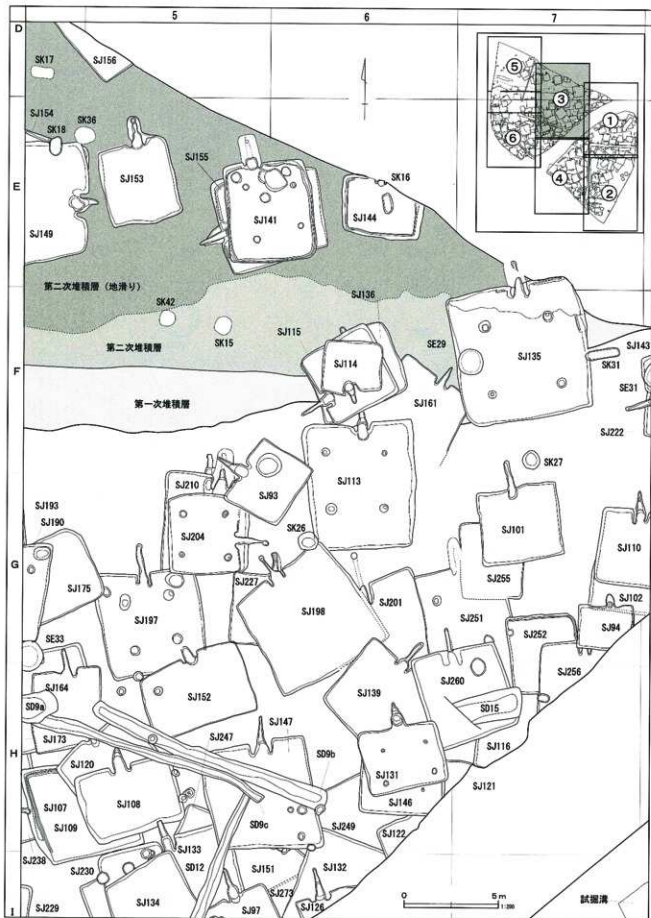 5 6 7
D
SK17
SJ156
⑤
③
①
⑥
④
②
SJ154
SK18
SK36
SJ153
SJ155
SJ141
SK16
SJ144
E
SJ149
第二次堆積層（地滑り）
SJ136
SK42
SJ115
SK15
SE29
第二次堆積層
SJ135
SJ143
SK31
SE31
F
SJ114
SJ161
第一次堆積層
SJ222
SJ113
SK27
SJ210
SJ93
SJ193
SJ190
SJ204
SK26
SJ101
SJ110
G
SJ175
SJ227
SJ201
SJ255
SJ102
SJ197
SJ198
SJ251
SJ252
SJ94
SE33
SJ256
SJ164
SJ152
SJ139
SJ260
SD9a
SD15
SJ173
SJ247
SJ147
SD9b
SJ116
H
SJ120
SJ131
SJ121
SJ107
SJ108
SJ146
SJ109
SD9c
SJ249
SJ122
SJ238
SJ133
SJ230
SD12
SJ151
SJ132
SJ229
SJ134
SJ273
SJ97
SJ126
0 5m
1:200
試掘溝
I